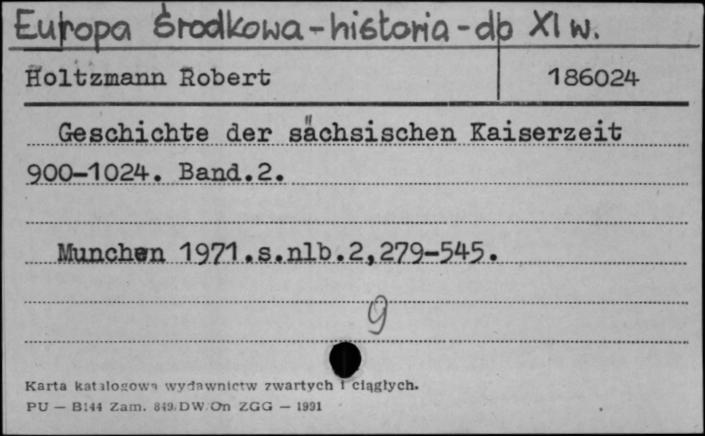 Europa Środkowa-historia-do XI w.
Holtzmann Robert 186024
Geschichte der sächsischen Kaiserzeit
900-1024. Band.2.
Munchen 1971.s.nlb.2,279-545.
9
Karta katalogowa wydawnictw zwartych i ciągłych.
PU — B144 Zam. 849/DW/On ZGG — 1991